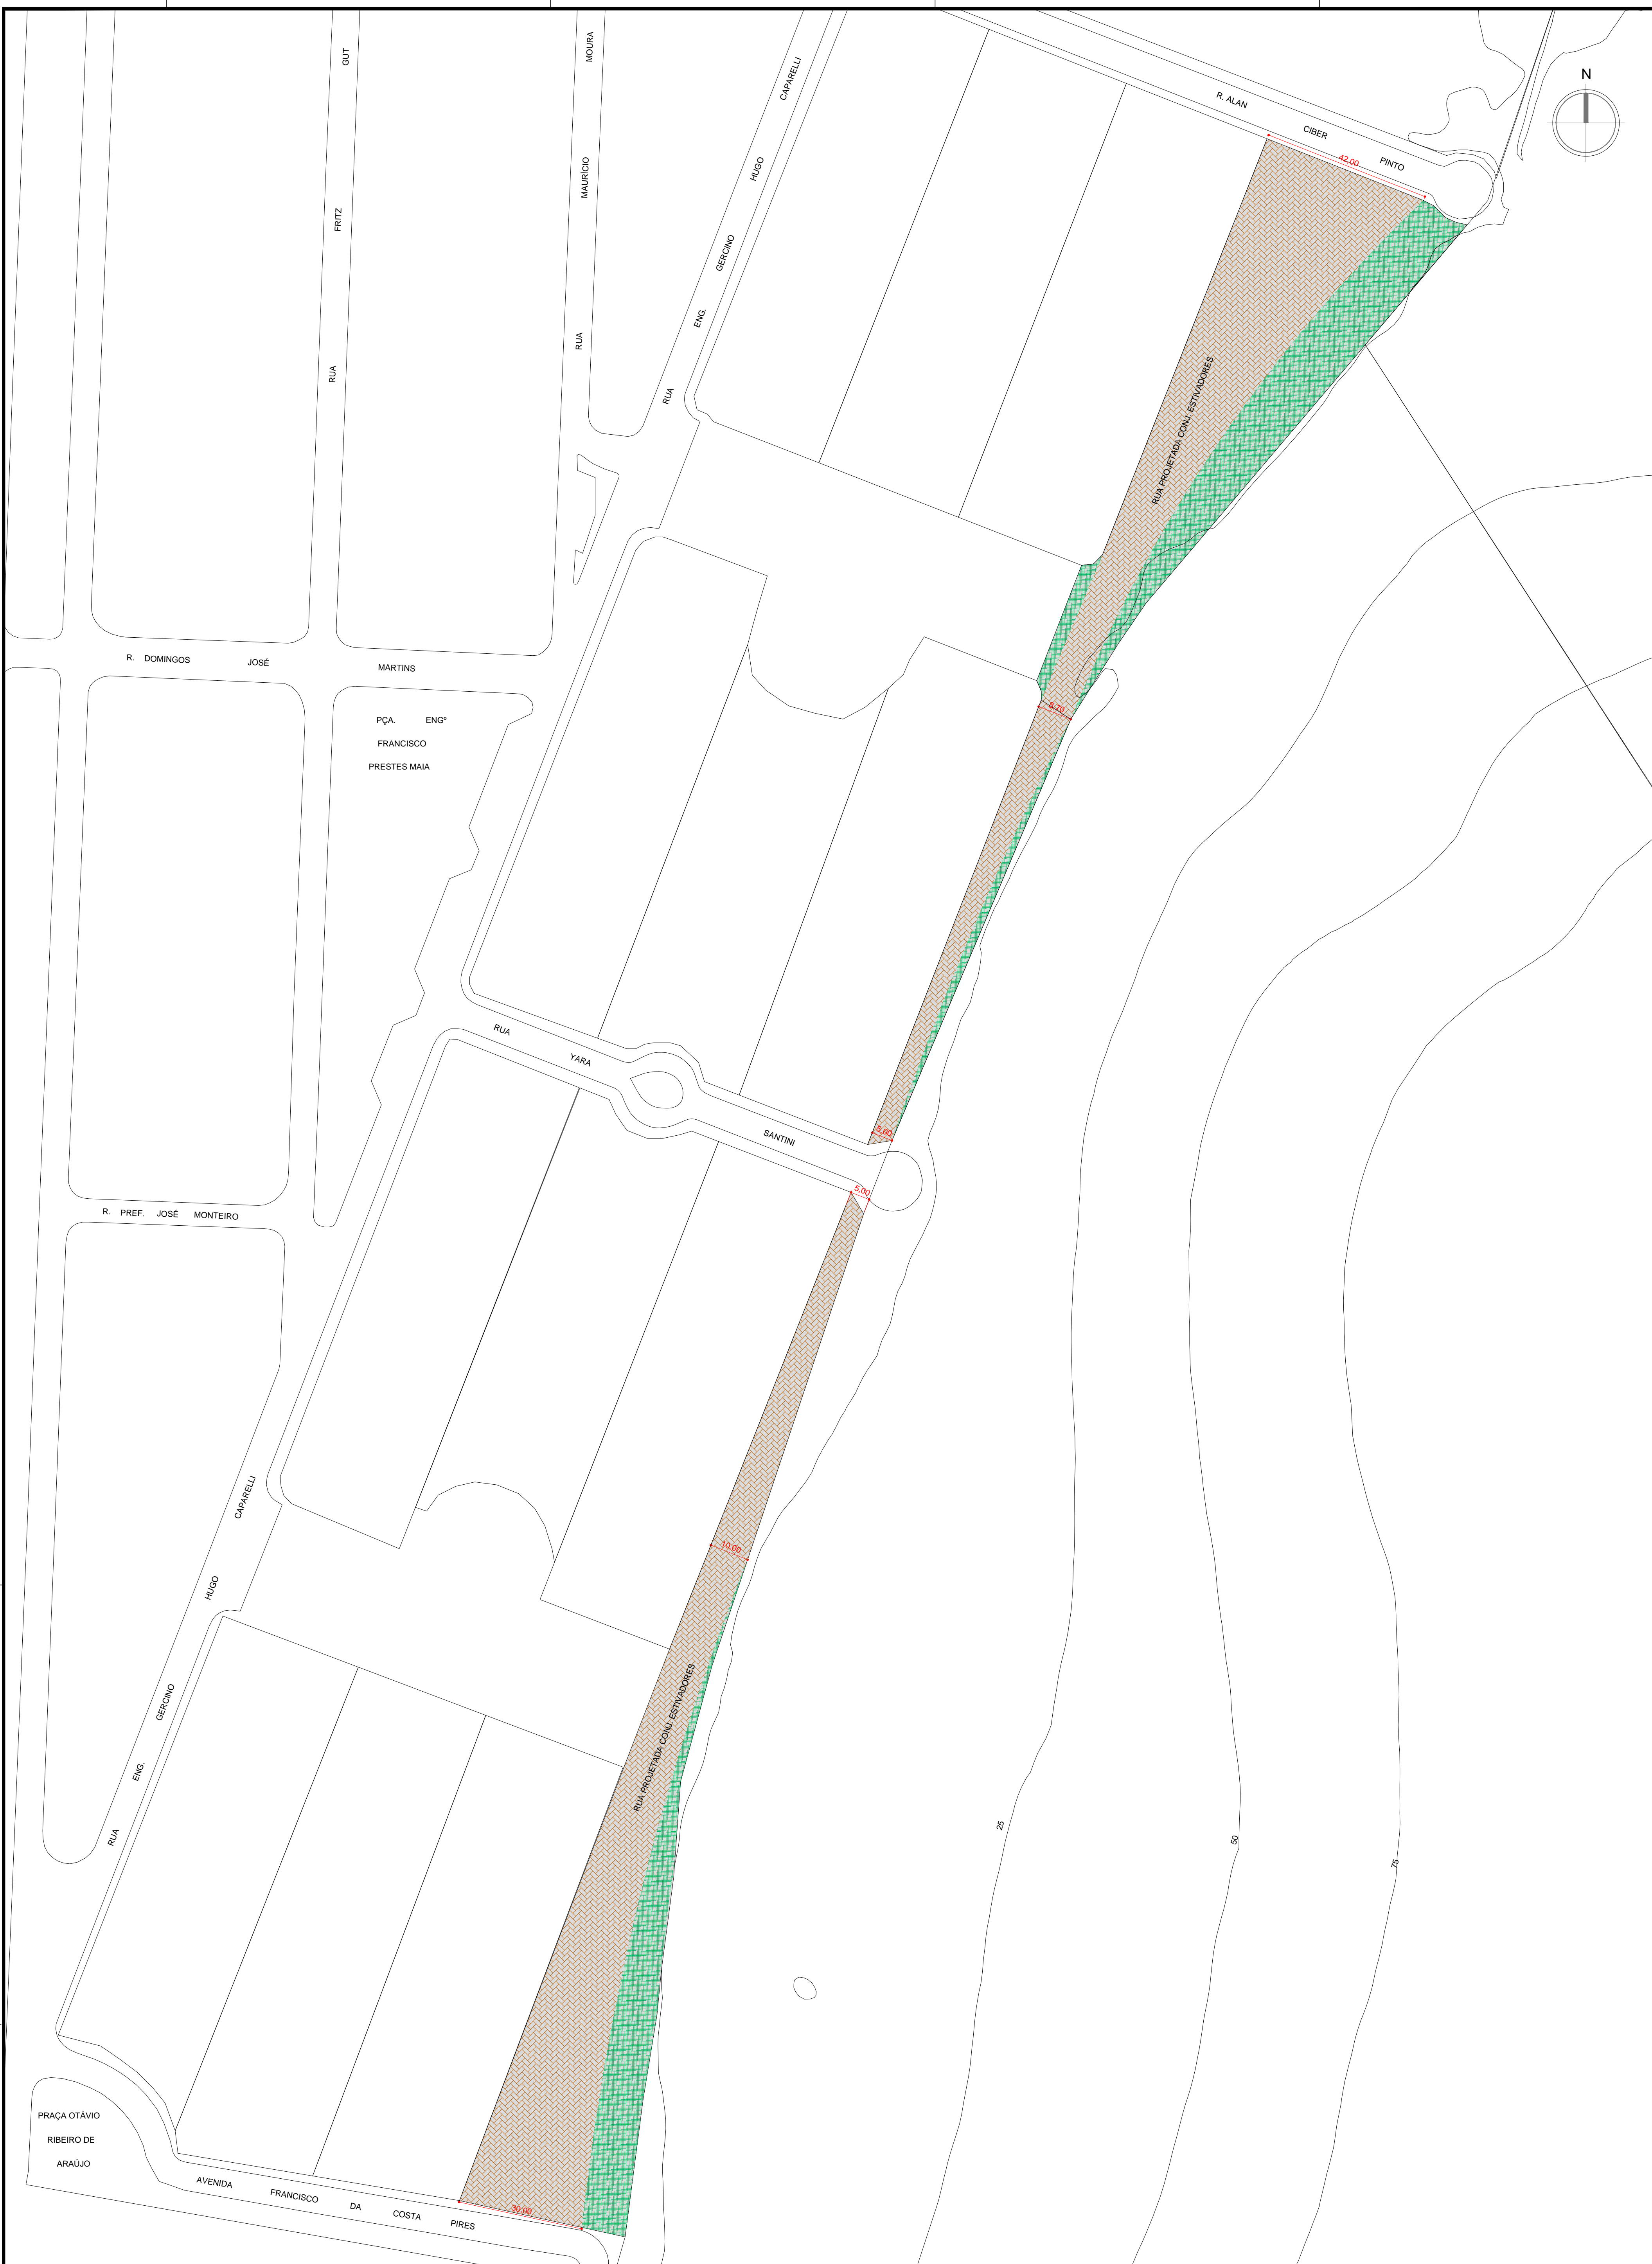 N
R. ALAN CIBER PINTO
42.00
RUA FRITZ GUT
RUA MAURÍCIO MOURA
RUA ENG. GERCINO HUGO CAPARELLI
RUA PROJETADA CONJ. ESTIVADORES
R. DOMINGOS JOSÉ MARTINS
PÇA. ENGº
FRANCISCO
PRESTES MAIA
8.70
RUA YARA SANTINI
5.00
5.00
R. PREF. JOSÉ MONTEIRO
10.00
RUA ENG. GERCINO HUGO CAPARELLI
RUA PROJETADA CONJ. ESTIVADORES
25
50
75
PRAÇA OTÁVIO
RIBEIRO DE
ARAÚJO
AVENIDA FRANCISCO DA COSTA PIRES
30.00